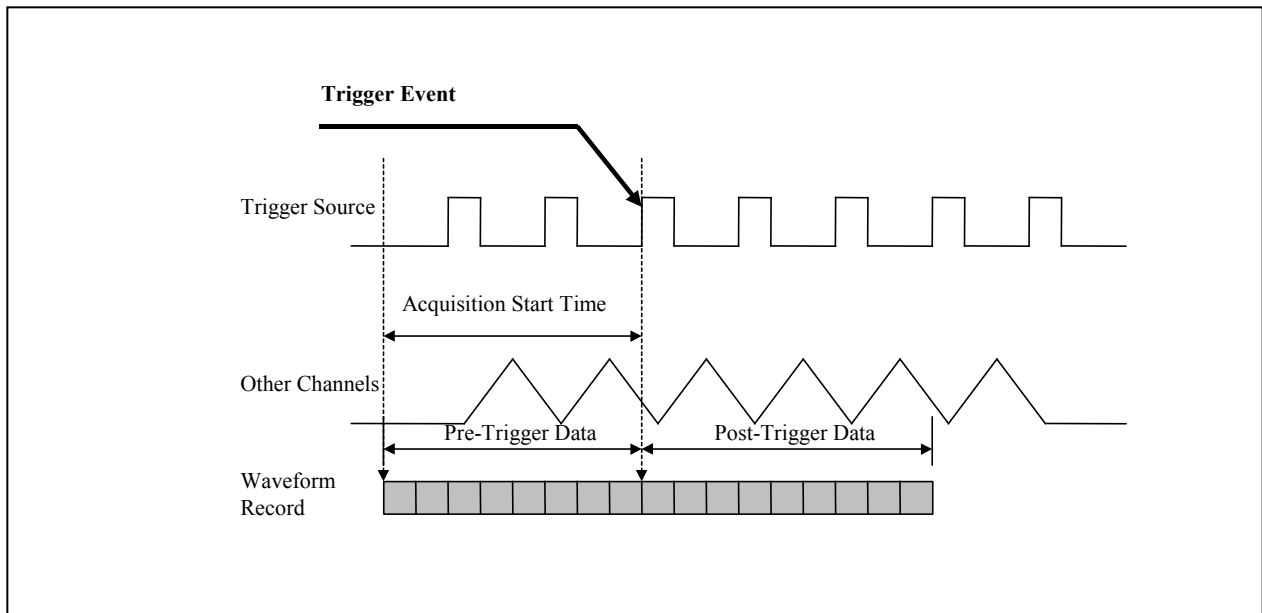 Trigger Event
Trigger Source
Acquisition Start Time
Other Channels
Pre-Trigger Data
Post-Trigger Data
Waveform
Record